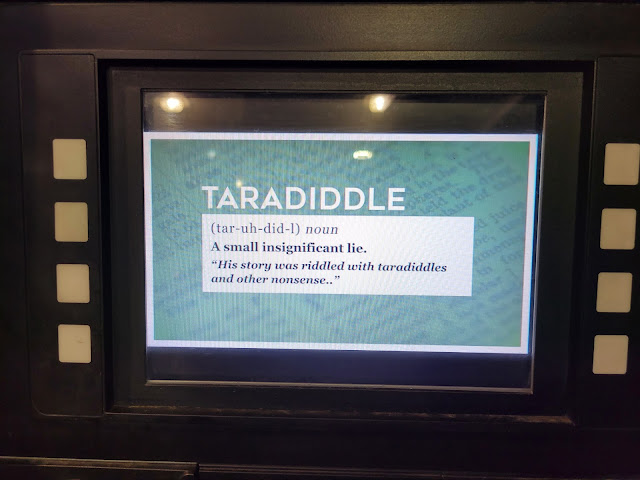 TARADIDDLE
(tar-uh-did-l) noun
A small insignificant lie.
“His story was riddled with taradiddles
and other nonsense..”